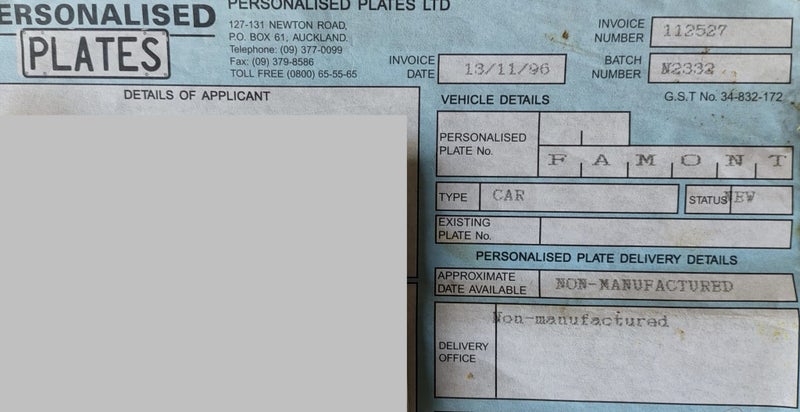 PERSONALISED PLATES LTD
ERSONALISED
PLATES
127-131 NEWTON ROAD,
P.O. BOX 61, AUCKLAND.
Telephone: (09) 377-0099
Fax: (09) 379-8586
TOLL FREE (0800) 65-55-65
INVOICE DATE 13/11/96
INVOICE NUMBER 112527
BATCH NUMBER N2332
G.S.T No. 34-832-172
DETAILS OF APPLICANT
VEHICLE DETAILS
PERSONALISED PLATE No. F A M O N T
TYPE CAR STATUS NEW
EXISTING PLATE No.
PERSONALISED PLATE DELIVERY DETAILS
APPROXIMATE DATE AVAILABLE NON-MANUFACTURED
DELIVERY OFFICE Non-manufactured